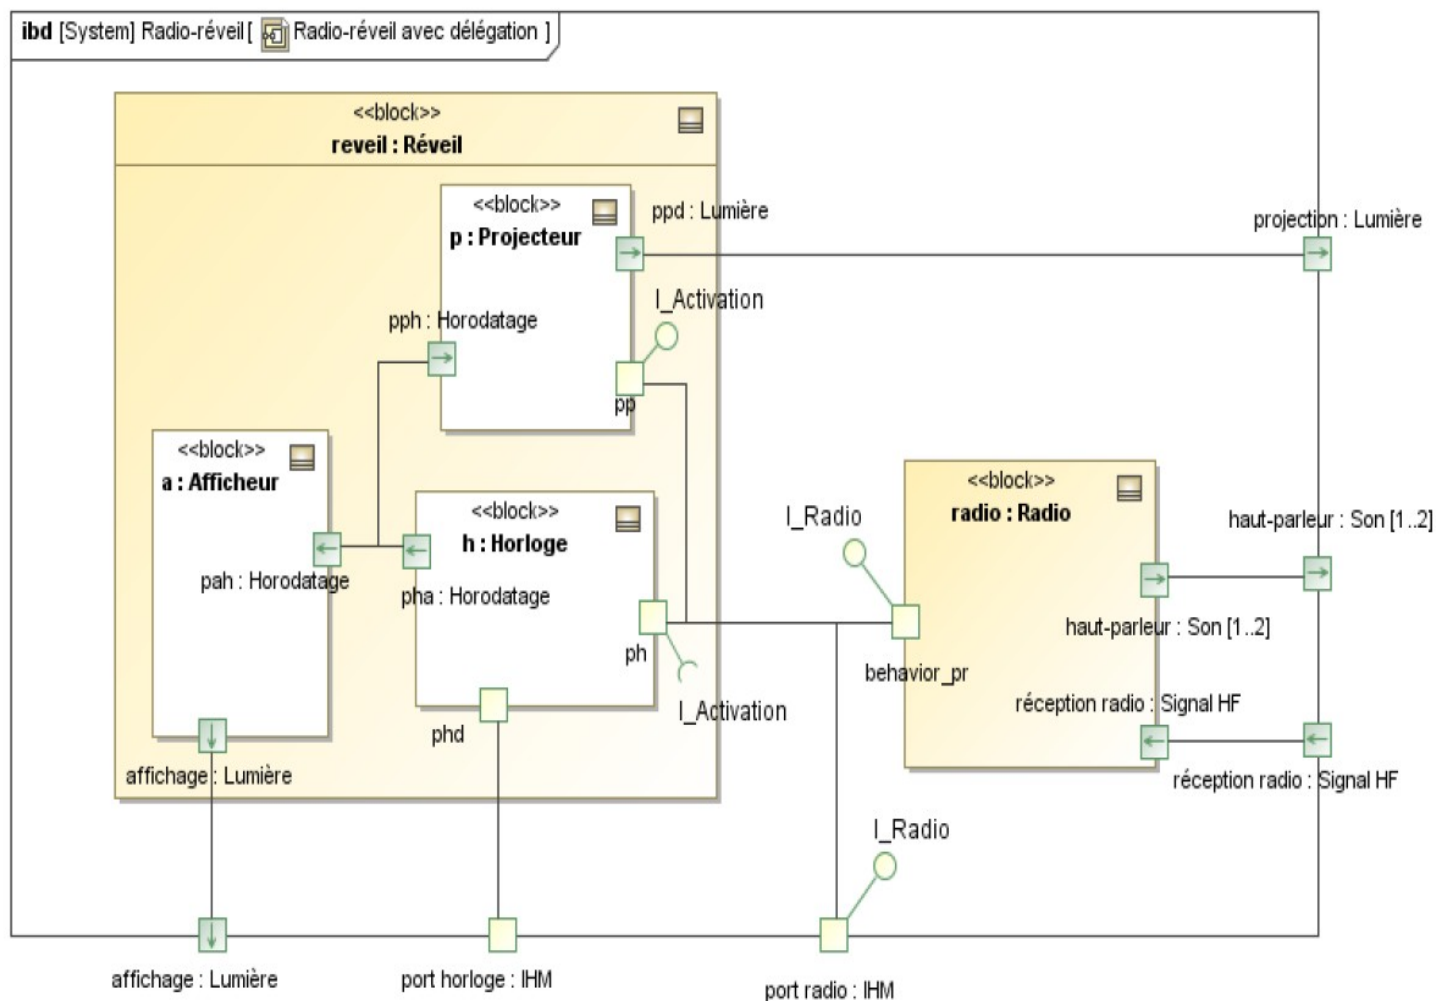 ibd [System] Radio-réveil [ Radio-réveil avec délégation ]
<<block>>
reveil : Réveil
<<block>>
p : Projecteur
ppd : Lumière
projection : Lumière
I_Activation
pph : Horodatage
pp
<<block>>
a : Afficheur
<<block>>
h : Horloge
pah : Horodatage
pha : Horodatage
ph
I_Activation
phd
affichage : Lumière
I_Radio
<<block>>
radio : Radio
haut-parleur : Son [1..2]
haut-parleur : Son [1..2]
behavior_pr
réception radio : Signal HF
réception radio : Signal HF
I_Radio
affichage : Lumière
port horloge : IHM
port radio : IHM